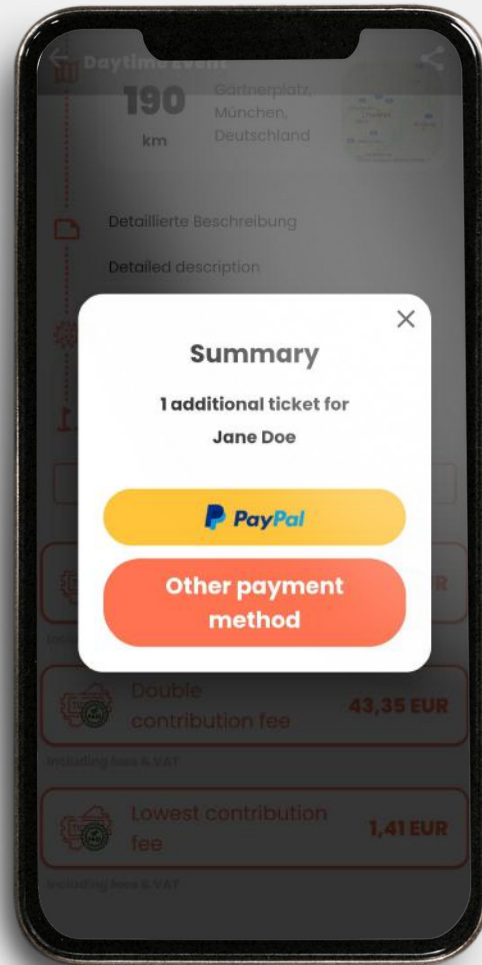 Daytime Event
190
km
Gärtnerplatz,
München,
Deutschland
Detaillierte Beschreibung
Detailed description
Summary
1 additional ticket for
Jane Doe
PayPal
Other payment
method
Double
contribution fee
43,35 EUR
Including fees & VAT
Lowest contribution
fee
1,41 EUR
Including fees & VAT